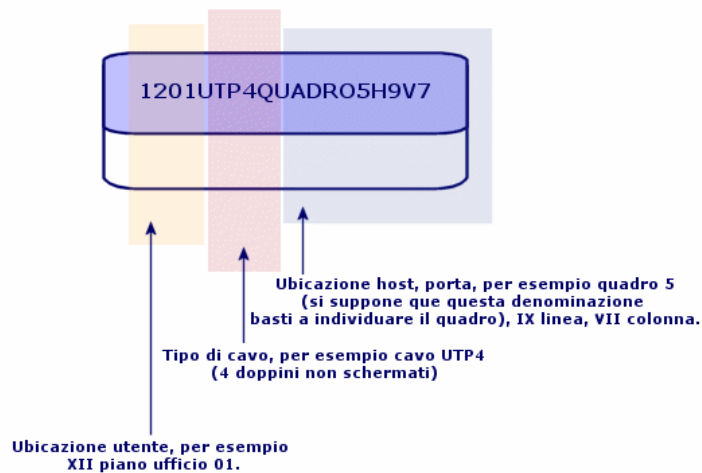 1201UTP4QUADRO5H9V7
Ubicazione host, porta, per esempio quadro 5
(si suppone que questa denominazione
basti a individuare il quadro), IX linea, VII colonna.
Tipo di cavo, per esempio cavo UTP4
(4 doppini non schermati)
Ubicazione utente, per esempio
XII piano ufficio 01.